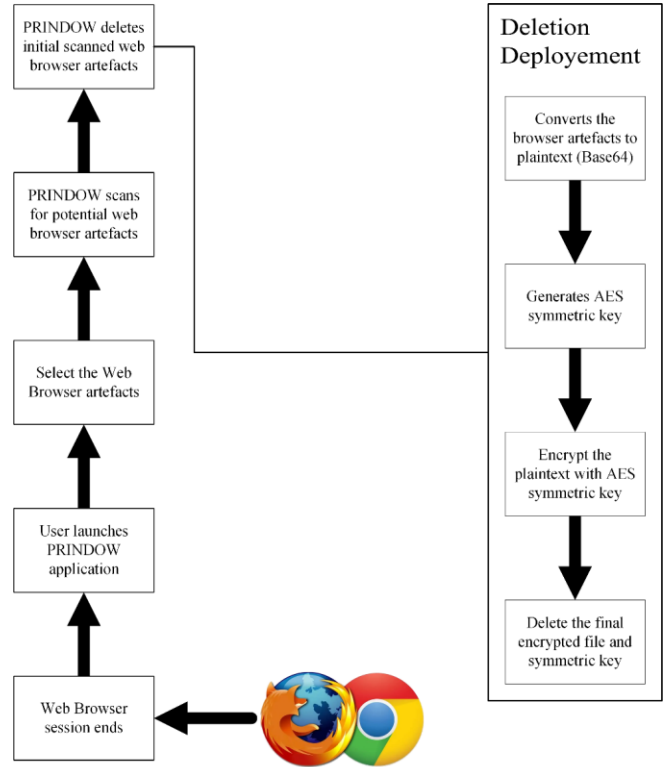 PRINDOW deletes
initial scanned web
browser artefacts
PRINDOW scans
for potential web
browser artefacts
Select the Web
Browser artefacts
User launches
PRINDOW
application
Web Browser
session ends
Deletion
Deployement
Converts the
browser artefacts to
plaintext (Base64)
Generates AES
symmetric key
Encrypt the
plaintext with AES
symmetric key
Delete the final
encrypted file and
symmetric key